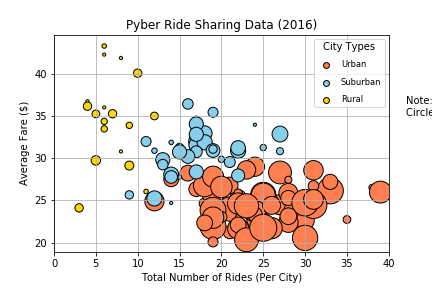 Pyber Ride Sharing Data (2016)
Average Fare ($)
40
35
30
25
20
City Types
Urban
Suburban
Rural
Note:
Circle
0
5
10
15
20
25
30
35
40
Total Number of Rides (Per City)